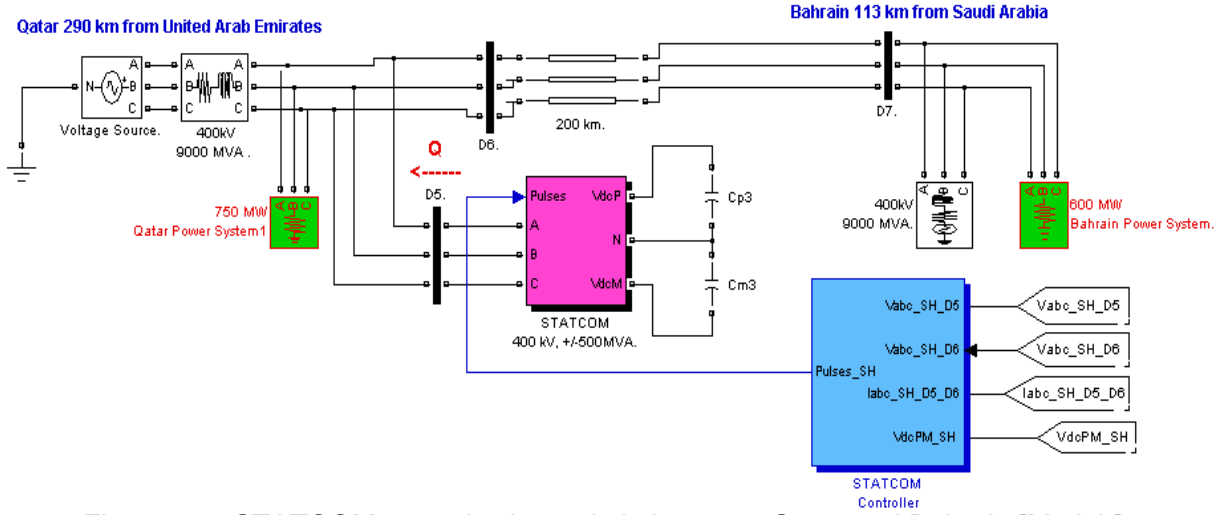 Bahrain 113 km from Saudi Arabia
Qatar 290 km from United Arab Emirates
N
A
B
C
A
B
C
A
B
C
Voltage Source.
400kV
9000 MVA .
D6.
200 km.
D7.
Q
D5.
A
B
C
750 MW
Qatar Power System1
Pulses
VdcP
A
N
B
C
VdcM
Cp3
Cm3
STATCOM
400 kV, +/-500MVA.
A
B
C
400kV
9000 MVA.
A
B
C
600 MW
Bahrain Power System.
Vabc_SH_D5
Vabc_SH_D5
Vabc_SH_D6
Vabc_SH_D6
Pulses_SH
Iabc_SH_D5_D6
Iabc_SH_D5_D6
VdcPM_SH
VdcPM_SH
STATCOM
Controller